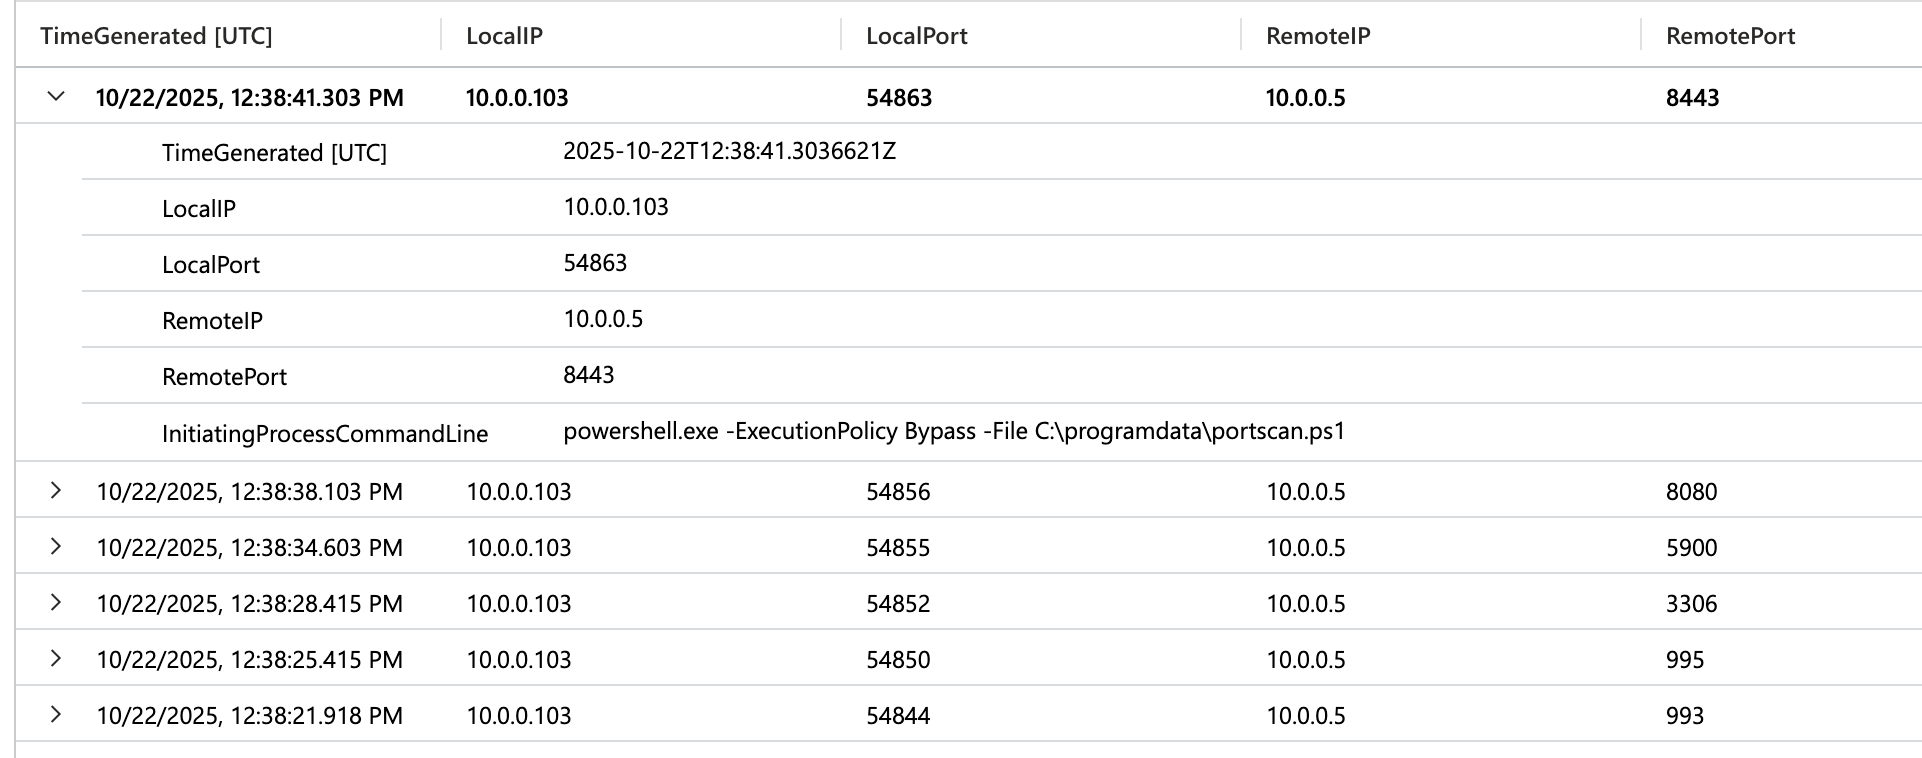 TimeGenerated [UTC] LocalIP LocalPort RemoteIP RemotePort
10/22/2025, 12:38:41.303 PM 10.0.0.103 54863 10.0.0.5 8443
TimeGenerated [UTC] 2025-10-22T12:38:41.3036621Z
LocalIP 10.0.0.103
LocalPort 54863
RemoteIP 10.0.0.5
RemotePort 8443
InitiatingProcessCommandLine powershell.exe -ExecutionPolicy Bypass -File C:\programdata\portscan.ps1
10/22/2025, 12:38:38.103 PM 10.0.0.103 54856 10.0.0.5 8080
10/22/2025, 12:38:34.603 PM 10.0.0.103 54855 10.0.0.5 5900
10/22/2025, 12:38:28.415 PM 10.0.0.103 54852 10.0.0.5 3306
10/22/2025, 12:38:25.415 PM 10.0.0.103 54850 10.0.0.5 995
10/22/2025, 12:38:21.918 PM 10.0.0.103 54844 10.0.0.5 993